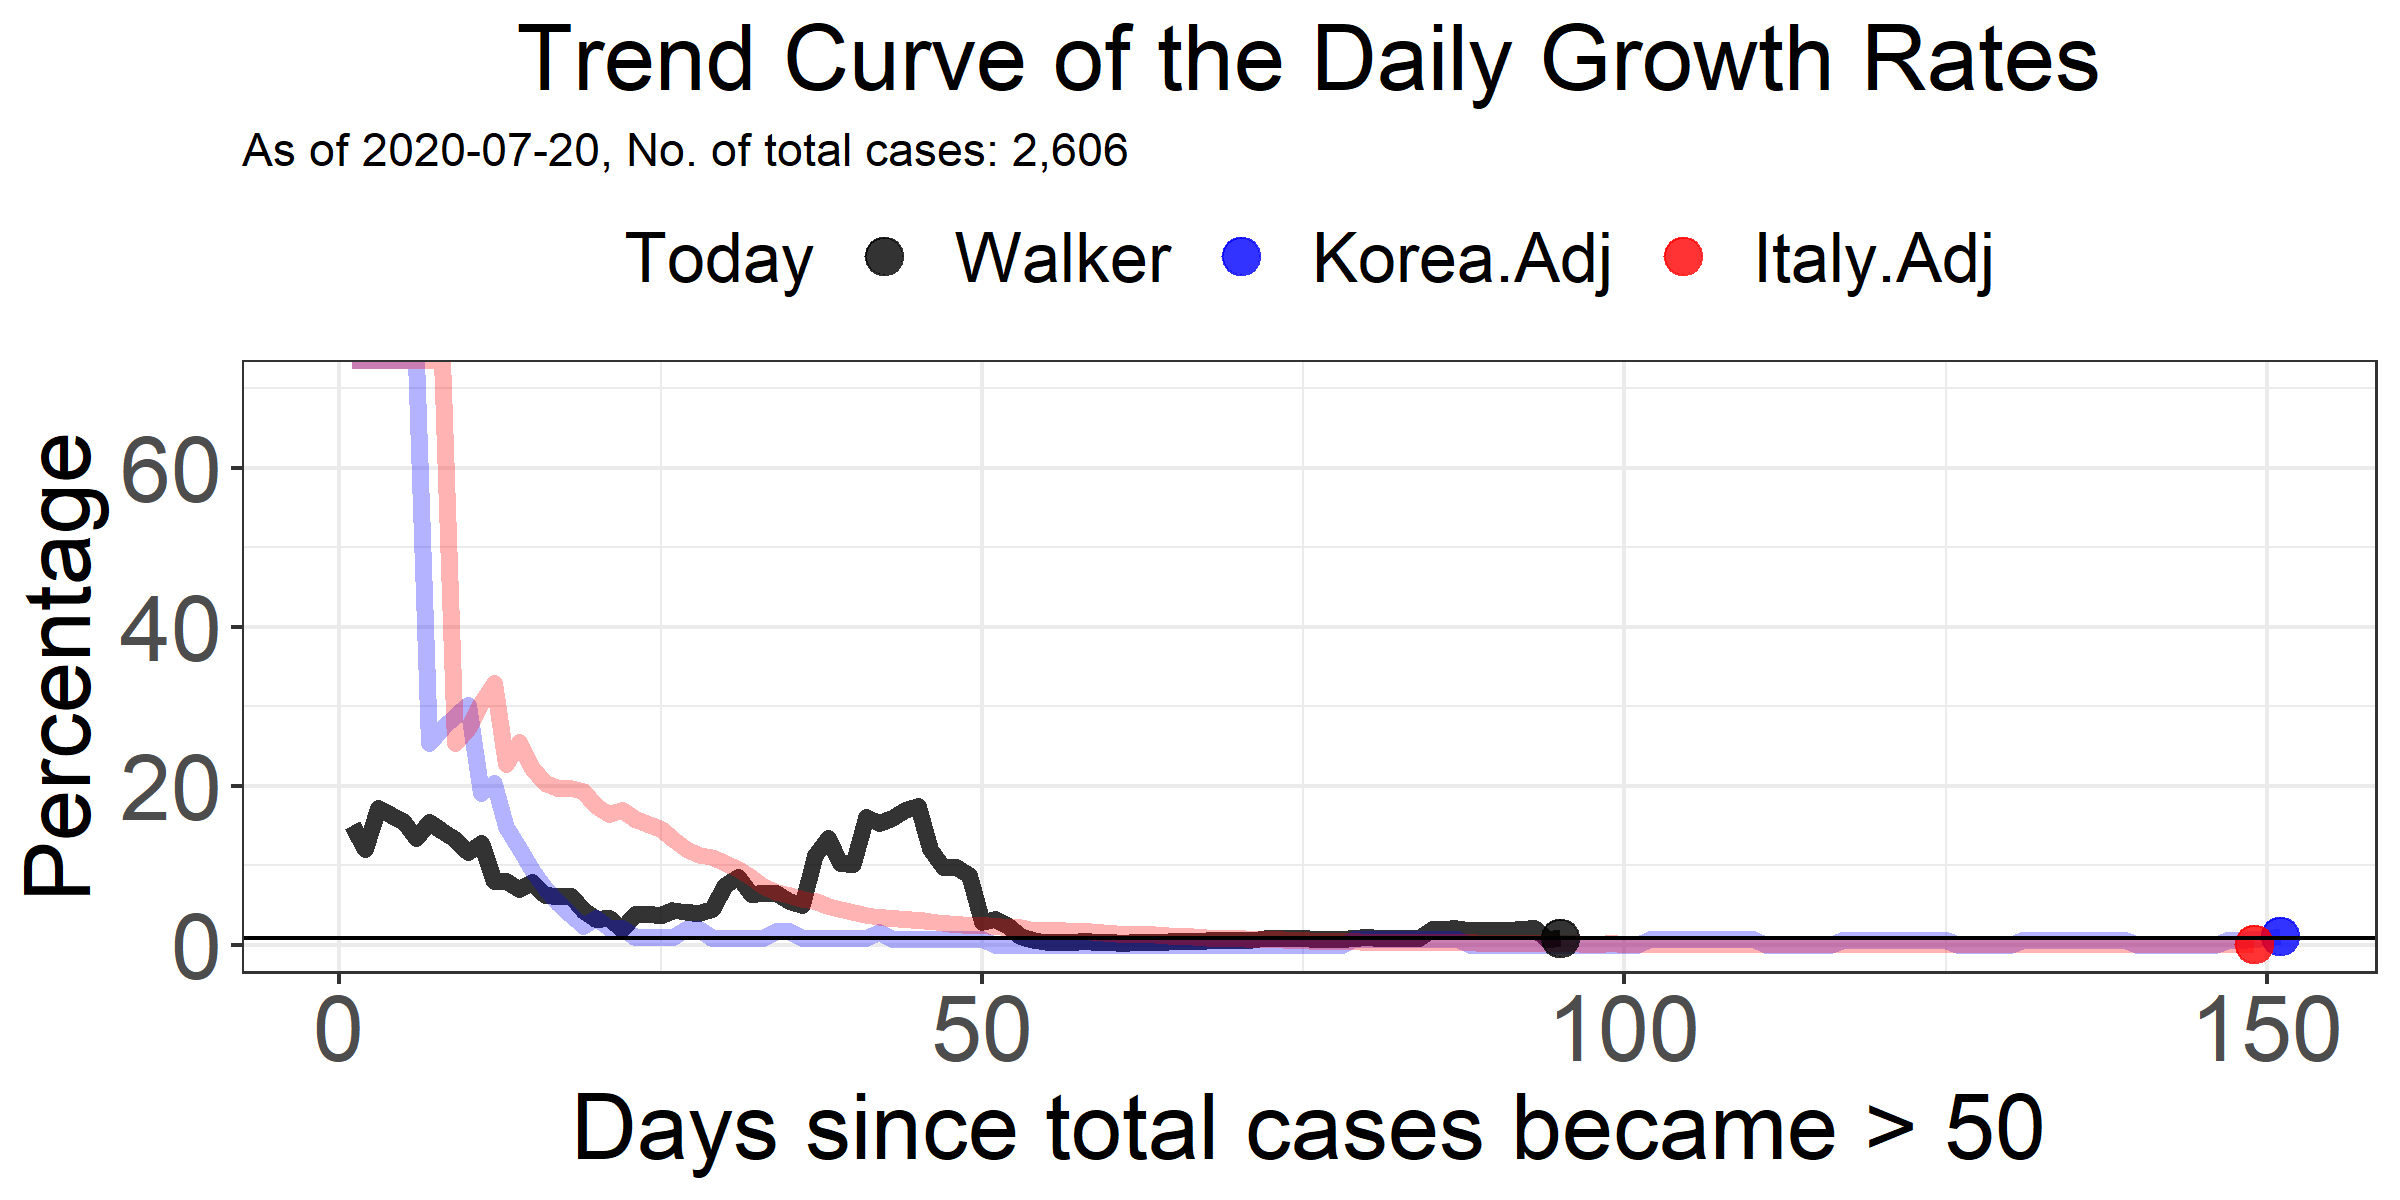 Trend Curve of the Daily Growth Rates
As of 2020-07-20, No. of total cases: 2,606
Today Walker Korea.Adj Italy.Adj
Percentage
60
40
20
0
0 50 100 150
Days since total cases became > 50